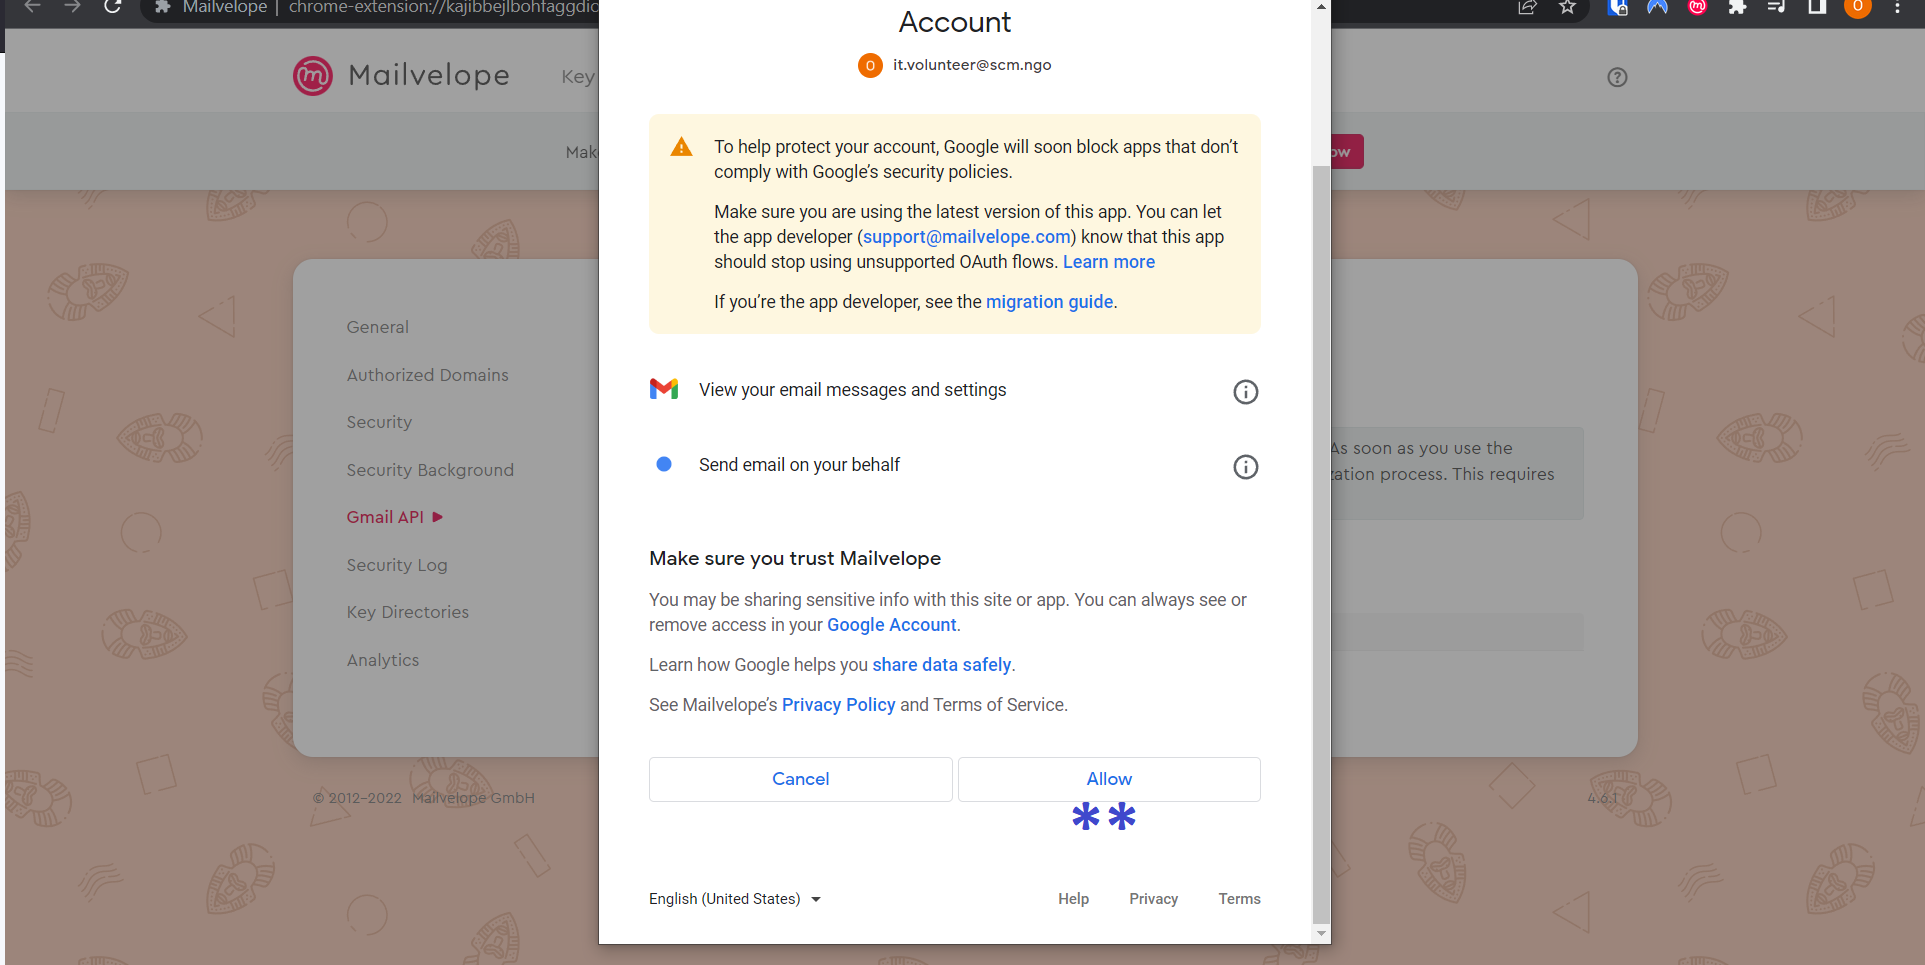 Mailvelope | chrome-extension://kajibbejlbohfaggdio
Account
O it.volunteer@scm.ngo
Mailvelope Key
Mak
ow
To help protect your account, Google will soon block apps that don’t
comply with Google’s security policies.
Make sure you are using the latest version of this app. You can let
the app developer (support@mailvelope.com) know that this app
should stop using unsupported OAuth flows. Learn more
If you’re the app developer, see the migration guide.
General
Authorized Domains
Security
Security Background
Gmail API
Security Log
Key Directories
Analytics
View your email messages and settings
Send email on your behalf
As soon as you use the
ation process. This requires
Make sure you trust Mailvelope
You may be sharing sensitive info with this site or app. You can always see or
remove access in your Google Account.
Learn how Google helps you share data safely.
See Mailvelope’s Privacy Policy and Terms of Service.
Cancel Allow
**
© 2012-2022 Mailvelope GmbH
4.6.1
English (United States) Help Privacy Terms